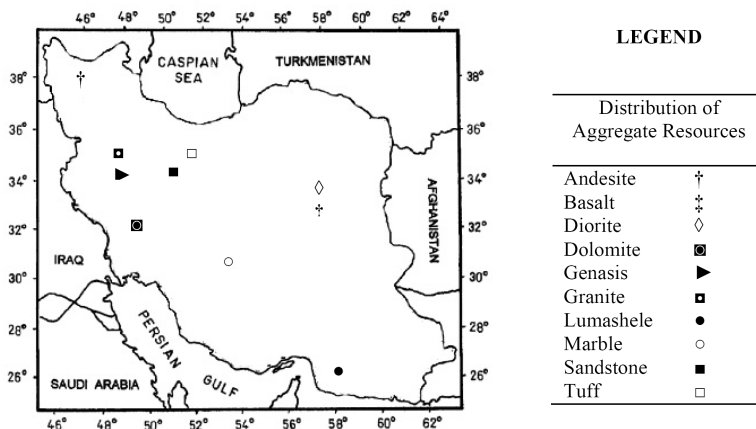 46° 48° 50° 52° 54° 56° 58° 60° 62° 64°
CASPIAN
SEA
TURKMENISTAN
38° 38°
36° 36°
34° 34°
32° 32°
30° 30°
28° 28°
26° 26°
AFGHANISTAN
IRAQ
PERSIAN
GULF
SAUDI ARABIA
46° 48° 50° 52° 54° 56° 58° 60° 62°
LEGEND
Distribution of
Aggregate Resources
Andesite †
Basalt ‡
Diorite ◊
Dolomite
Genasis ▶
Granite
Lumashele ●
Marble ○
Sandstone ■
Tuff □